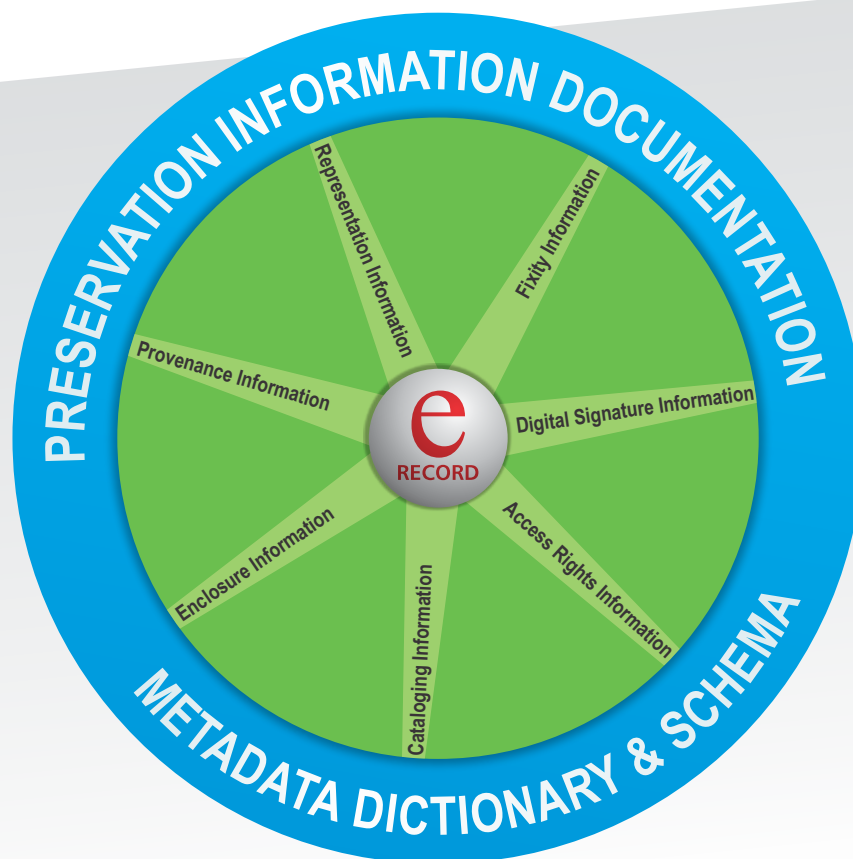 PRESERVATION INFORMATION DOCUMENTATION
Representation Information
Fixity Information
Provenance Information
Digital Signature Information
e
RECORD
Enclosure Information
Access Rights Information
Cataloging Information
METADATA DICTIONARY & SCHEMA